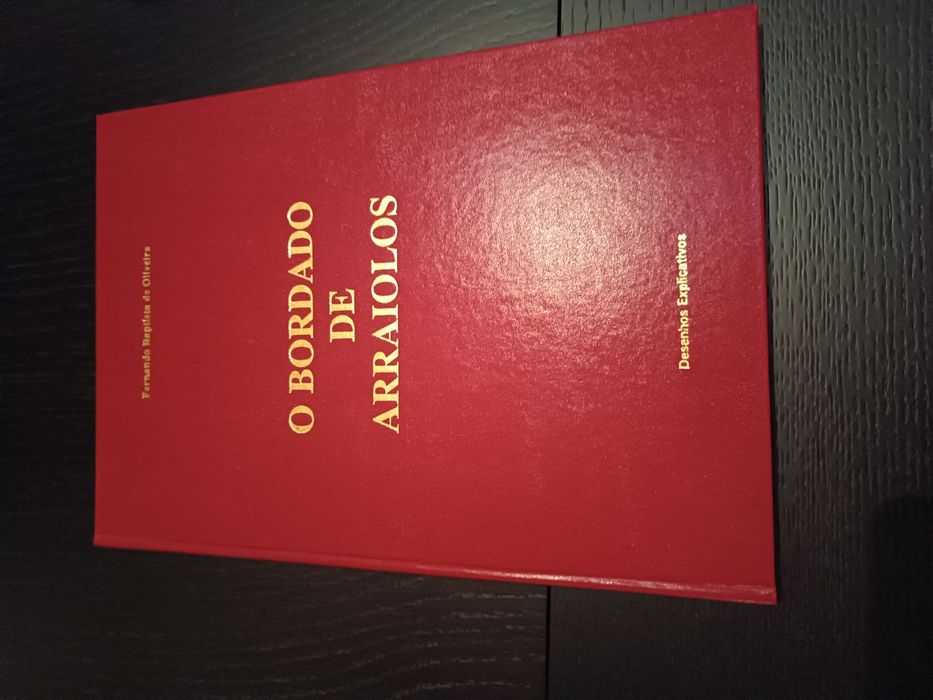 Fernando Baptista de Oliveira
O BORDADO
DE
ARRAIOLOS
Desenhos Explicativos